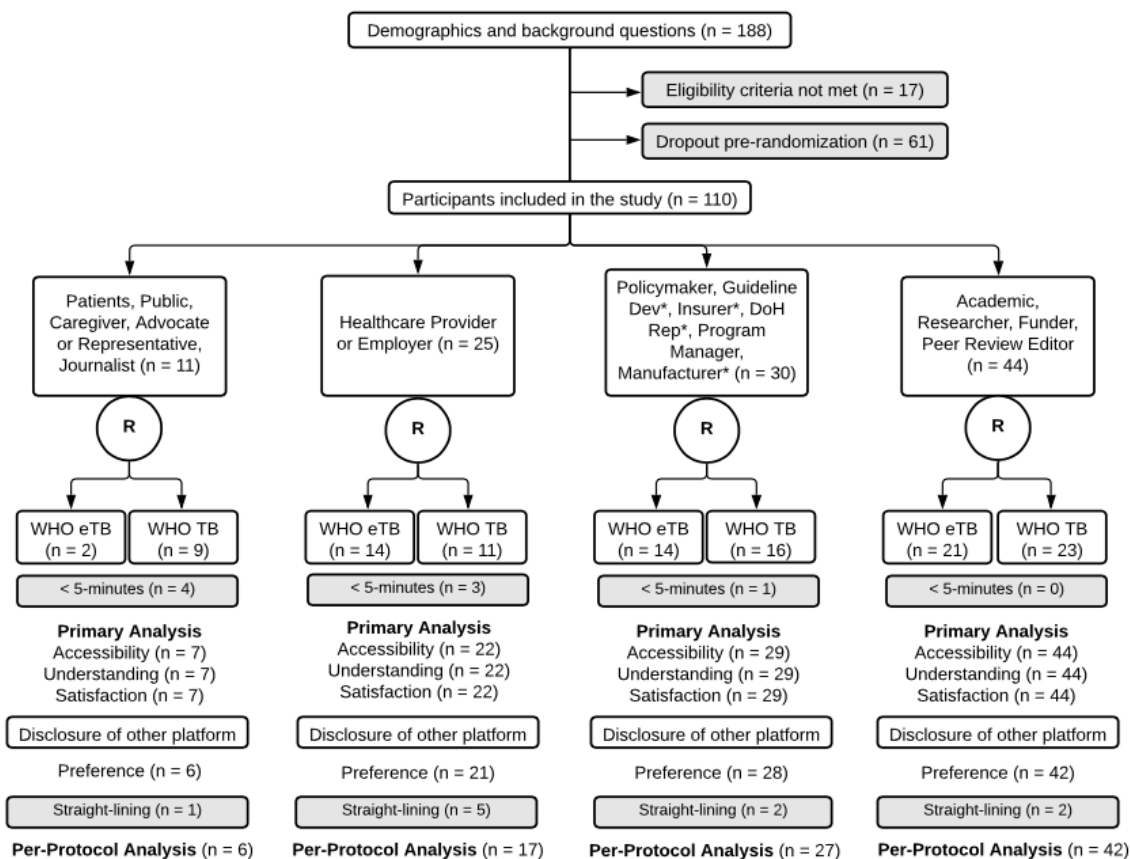 Demographics and background questions (n = 188)
Eligibility criteria not met (n = 17)
Dropout pre-randomization (n = 61)
Participants included in the study (n = 110)
Patients, Public,
Caregiver, Advocate
or Representative,
Journalist (n = 11)
Healthcare Provider
or Employer (n = 25)
Policymaker, Guideline
Dev*, Insurer*, DoH
Rep*, Program
Manager,
Manufacturer* (n = 30)
Academic,
Researcher, Funder,
Peer Review Editor
(n = 44)
R
R
R
R
WHO eTB
(n = 2)
WHO TB
(n = 9)
WHO eTB
(n = 14)
WHO TB
(n = 11)
WHO eTB
(n = 14)
WHO TB
(n = 16)
WHO eTB
(n = 21)
WHO TB
(n = 23)
< 5-minutes (n = 4)
< 5-minutes (n = 3)
< 5-minutes (n = 1)
< 5-minutes (n = 0)
Primary Analysis
Accessibility (n = 7)
Understanding (n = 7)
Satisfaction (n = 7)
Primary Analysis
Accessibility (n = 22)
Understanding (n = 22)
Satisfaction (n = 22)
Primary Analysis
Accessibility (n = 29)
Understanding (n = 29)
Satisfaction (n = 29)
Primary Analysis
Accessibility (n = 44)
Understanding (n = 44)
Satisfaction (n = 44)
Disclosure of other platform
Disclosure of other platform
Disclosure of other platform
Disclosure of other platform
Preference (n = 6)
Preference (n = 21)
Preference (n = 28)
Preference (n = 42)
Straight-lining (n = 1)
Straight-lining (n = 5)
Straight-lining (n = 2)
Straight-lining (n = 2)
Per-Protocol Analysis (n = 6)
Per-Protocol Analysis (n = 17)
Per-Protocol Analysis (n = 27)
Per-Protocol Analysis (n = 42)